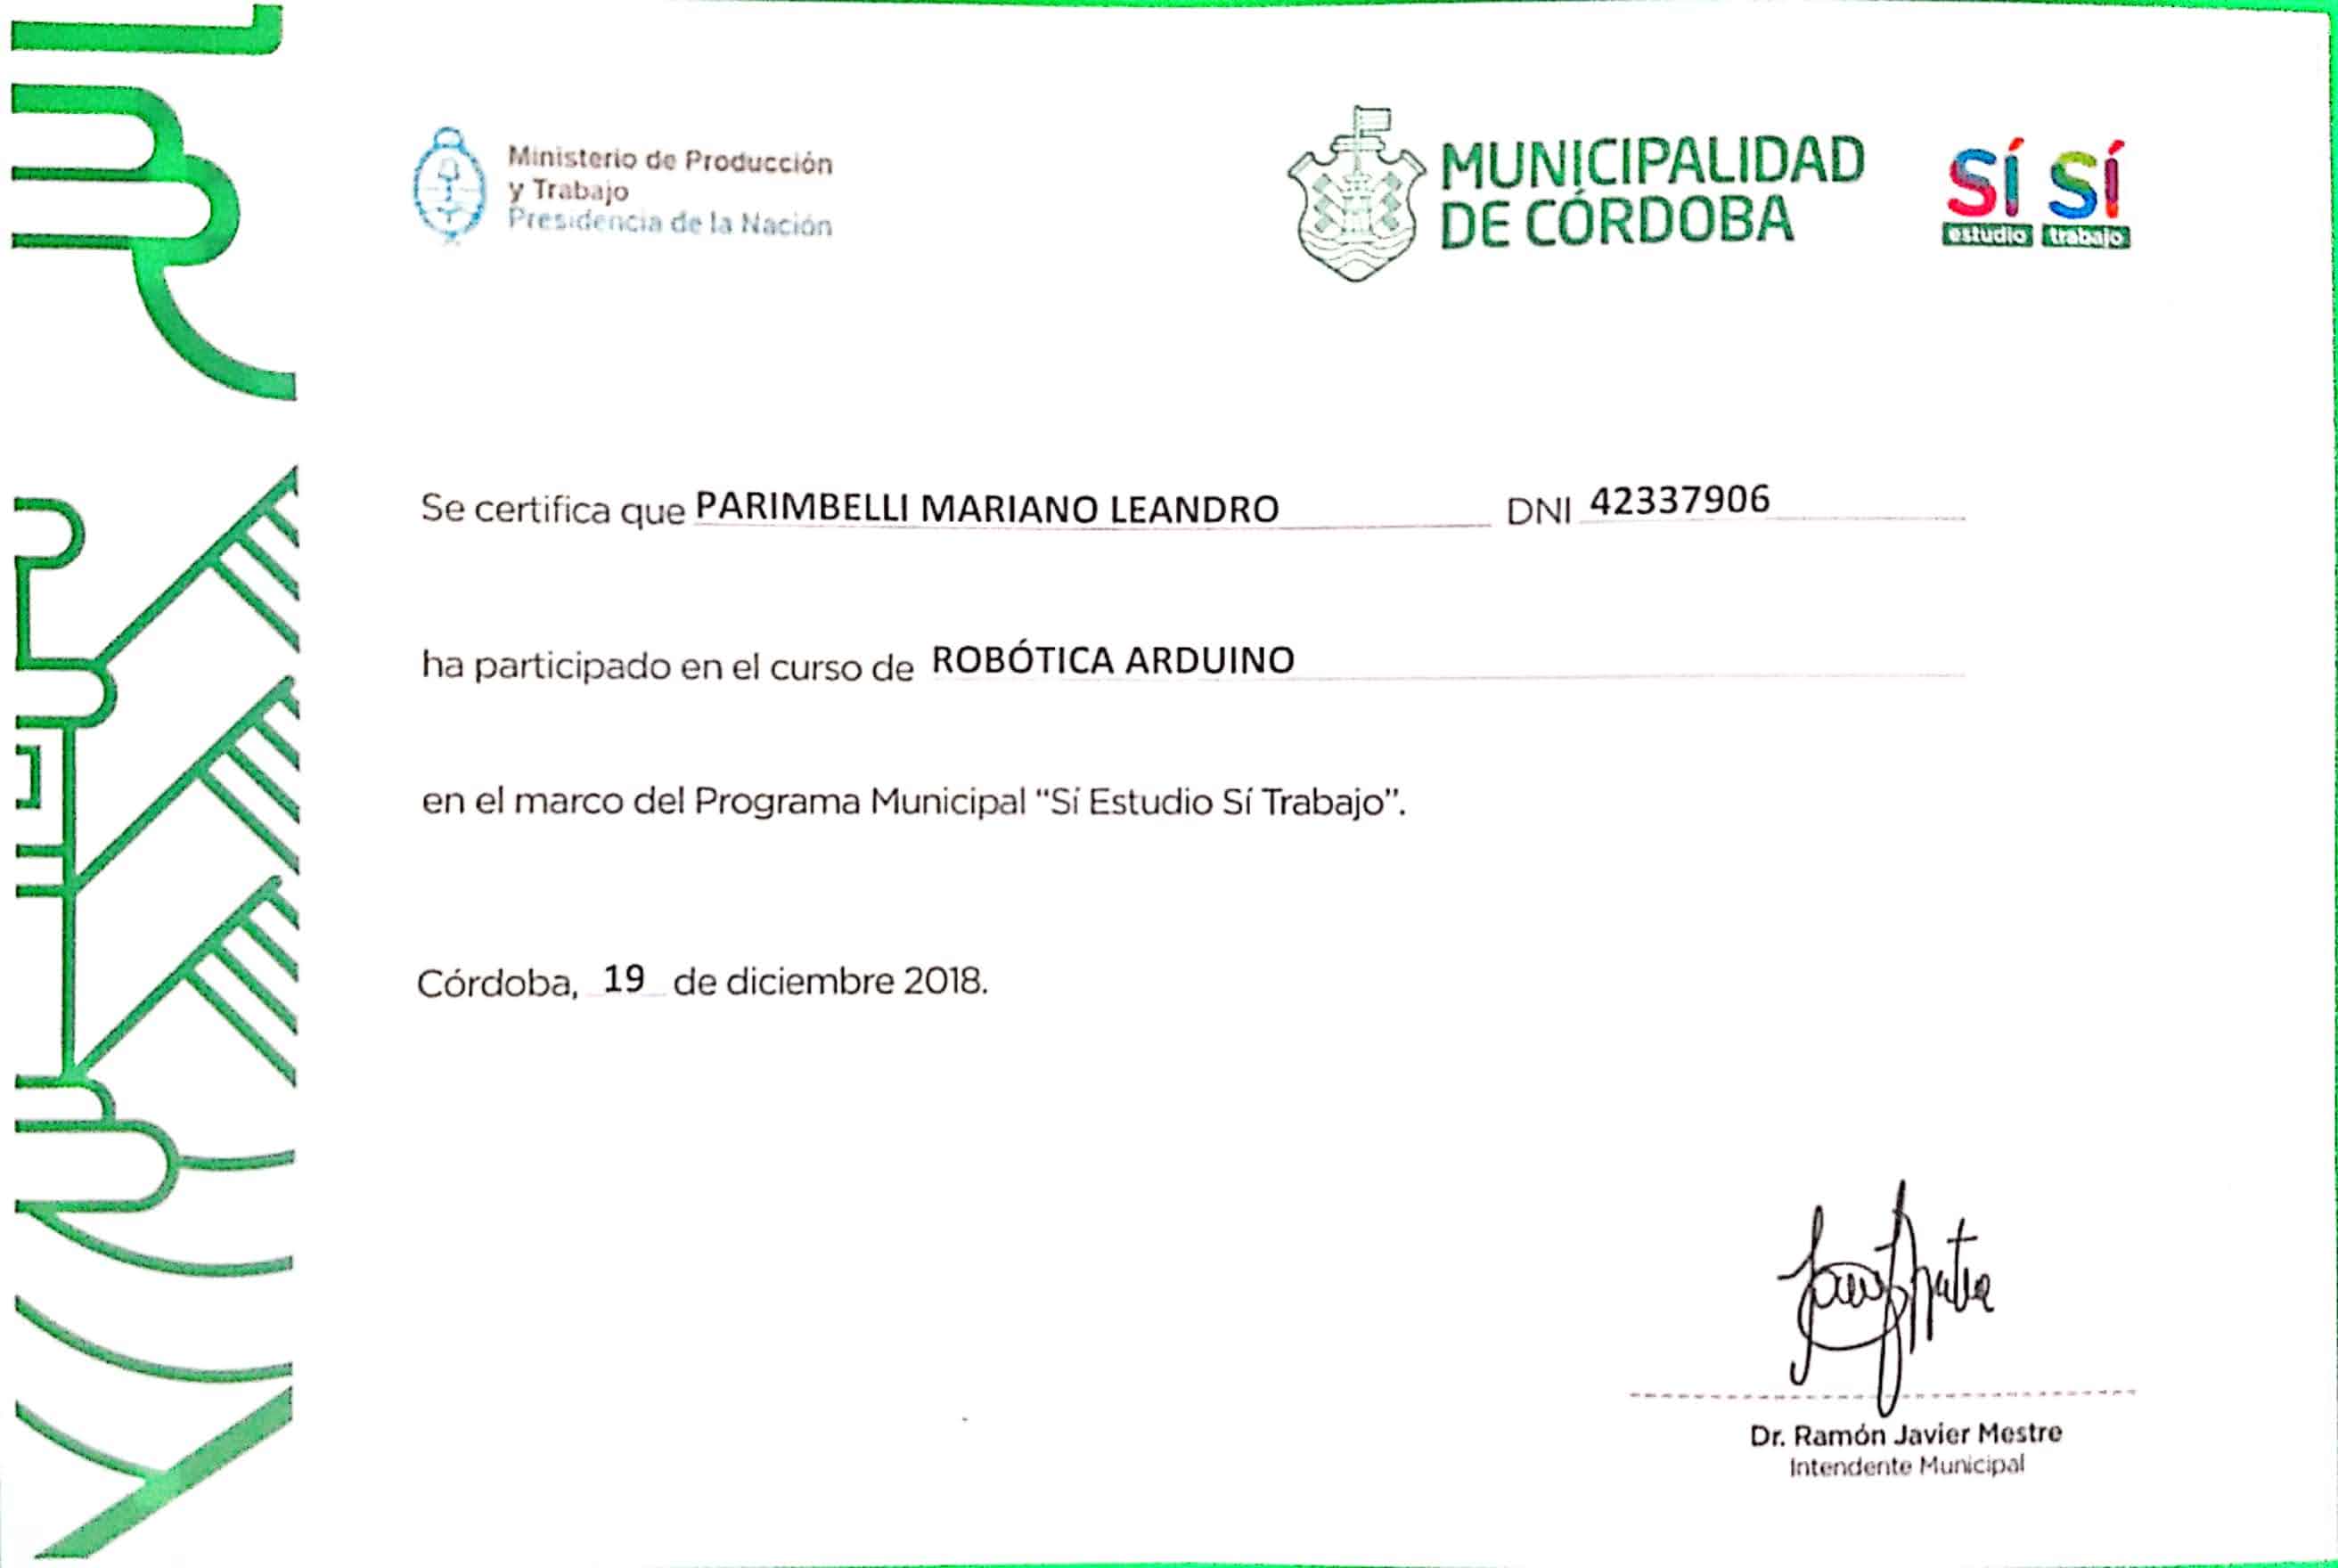 Ministerio de Producción
y Trabajo
Presidencia de la Nación
MUNICIPALIDAD
DE CÓRDOBA
SÍ SÍ
estudio trabajo
Se certifica que PARIMBELLI MARIANO LEANDRO DNI 42337906
ha participado en el curso de ROBÓTICA ARDUINO
en el marco del Programa Municipal “Sí Estudio Sí Trabajo”.
Córdoba, 19 de diciembre 2018.
Dr. Ramón Javier Mestre
Intendente Municipal